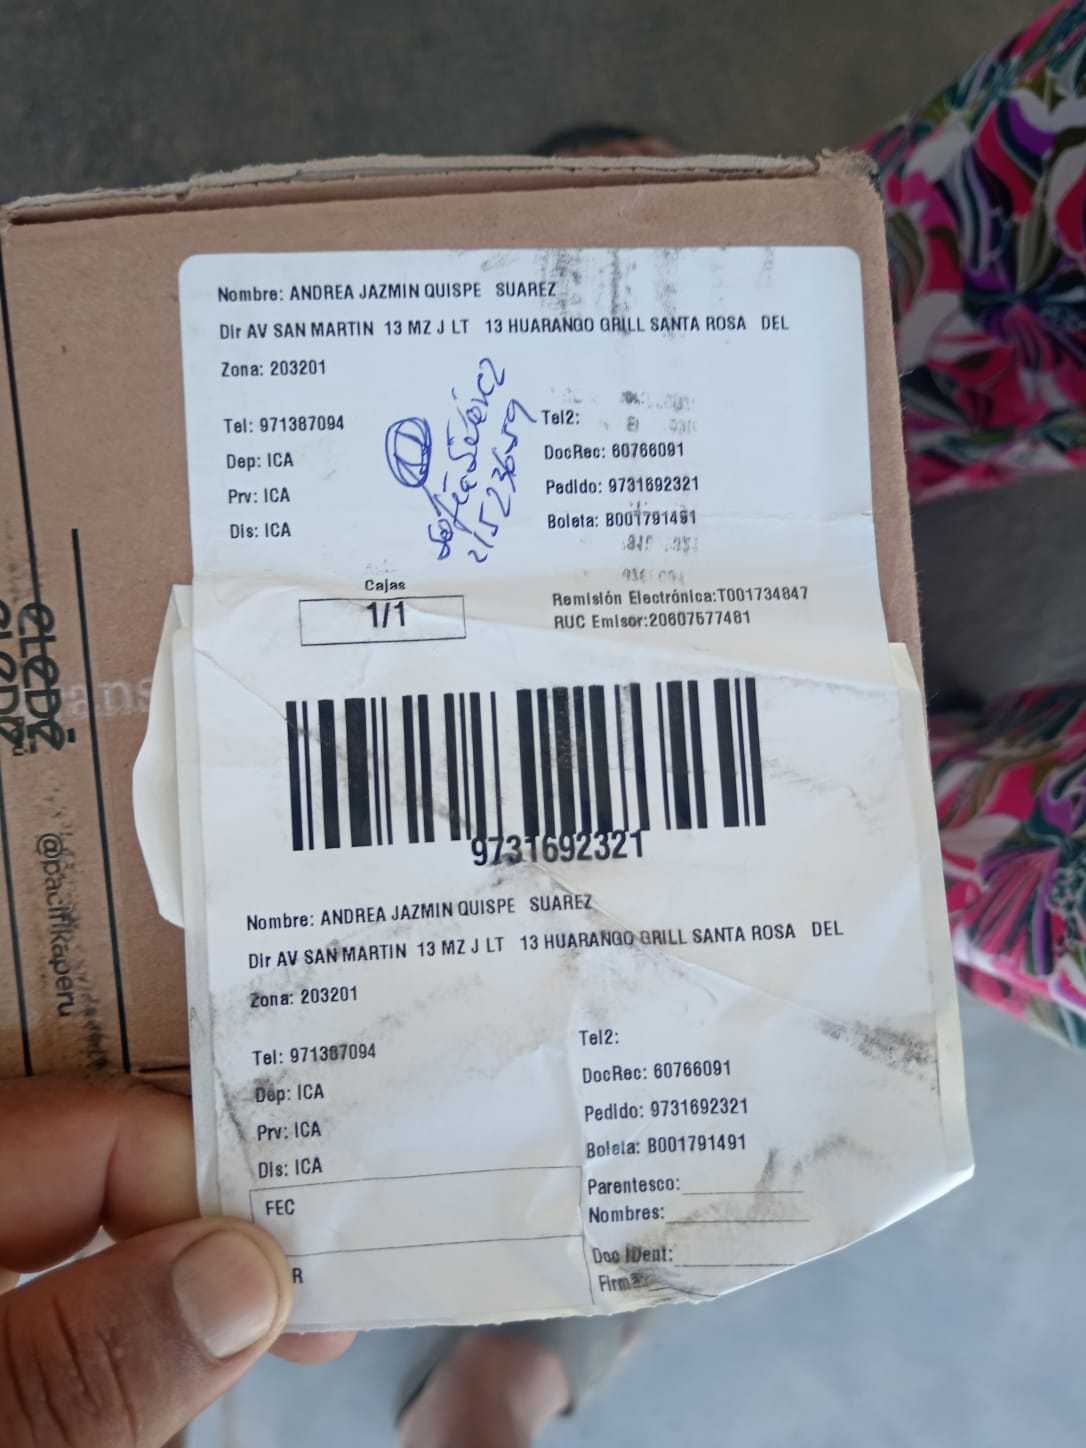 Nombre: ANDREA JAZMIN QUISPE SUAREZ
Dir AV SAN MARTIN 13 MZ J LT 13 HUARANGO GRILL SANTA ROSA DEL
Zona: 203201
Tel: 971387094
Tel2:
Dep: ICA
DocRec: 60766091
Prv: ICA
Pedido: 9731692321
Dis: ICA
Boleta: B001791491
21523659
Cajas
1/1
Remisión Electrónica:T001734847
RUC Emisor:20607577481
9731692321
Nombre: ANDREA JAZMIN QUISPE SUAREZ
Dir AV SAN MARTIN 13 MZ J LT 13 HUARANGO GRILL SANTA ROSA DEL
Zona: 203201
Tel: 971387094
Tel2:
Dep: ICA
DocRec: 60766091
Prv: ICA
Pedido: 9731692321
Dis: ICA
Boleta: B001791491
FEC
Parentesco:
Nombres:
R
Doc IDent:
Firma:
@pacifikaperu